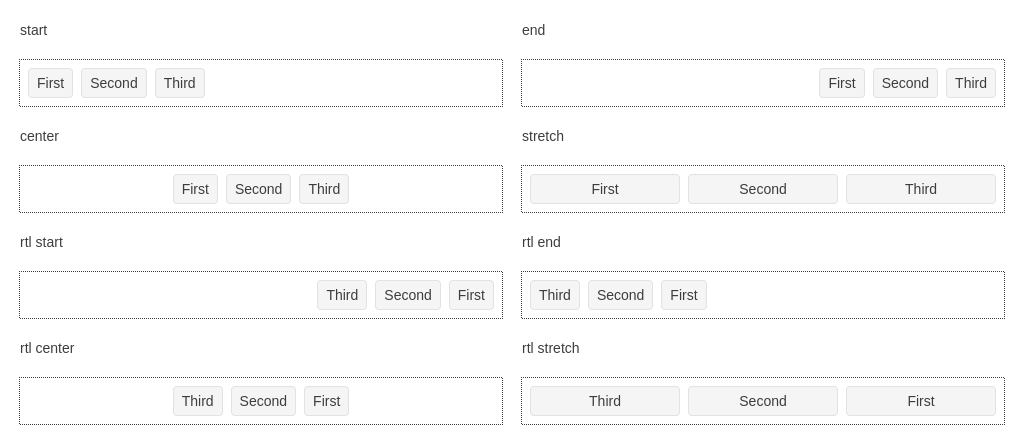 start
First Second Third
end
First Second Third
center
First Second Third
stretch
First Second Third
rtl start
Third Second First
rtl end
Third Second First
rtl center
Third Second First
rtl stretch
Third Second First